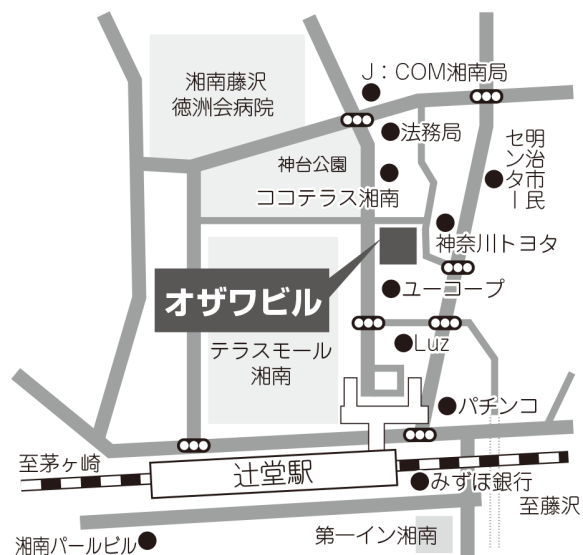 湘南藤沢
徳洲会病院
J：COM湘南局
法務局
神台公園
ココテラス湘南
明治市民
センター
神奈川トヨタ
オザワビル
ユーコープ
テラスモール
湘南
Luz
パチンコ
至茅ヶ崎
辻堂駅
みずほ銀行
至藤沢
湘南パールビル
第一イン湘南